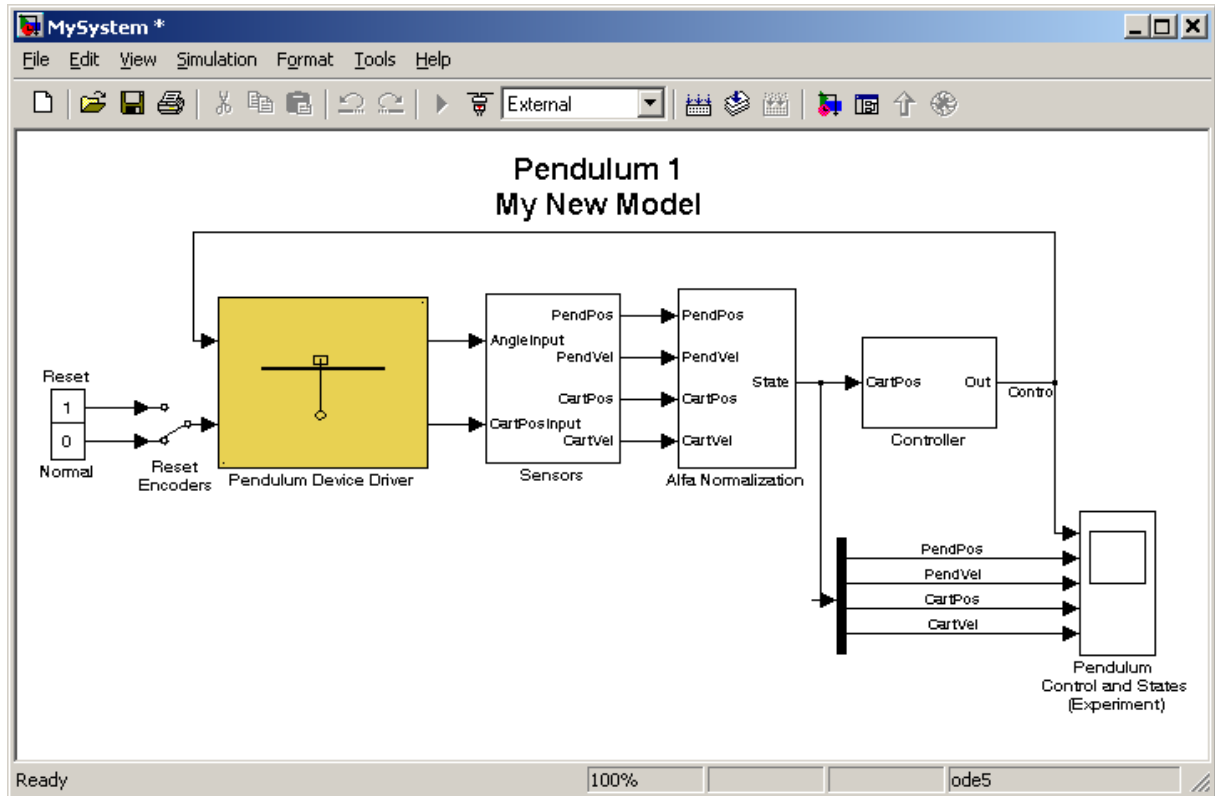 MySystem *
File Edit View Simulation Format Tools Help
External
Pendulum 1
My New Model
Reset
1
0
Normal
Reset
Encoders
Pendulum Device Driver
AngleInput
CartPosInput
PendPos
PendVel
CartPos
CartVel
Sensors
PendPos
PendVel
CartPos
CartVel
State
Alfa Normalization
CartPos Out
Controller
Contro
PendPos
PendVel
CartPos
CartVel
Pendulum
Control and States
(Experiment)
Ready 100% ode5